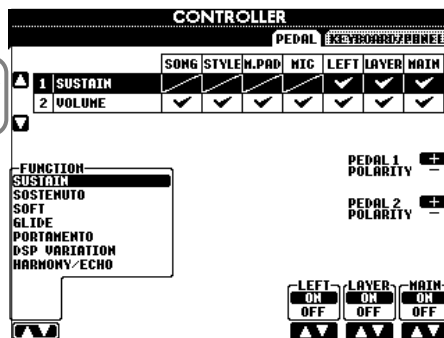 CONTROLLER
PEDAL KEYBOARD/PANEL
SONG STYLE M.PAD MIC LEFT LAYER MAIN
1 SUSTAIN
2 VOLUME
FUNCTION
SUSTAIN
SOSTENUTO
SOFT
GLIDE
PORTAMENTO
DSP VARIATION
HARMONY/ECHO
PEDAL 1 +
POLARITY −
PEDAL 2 +
POLARITY −
LEFT LAYER MAIN
ON ON ON
OFF OFF OFF